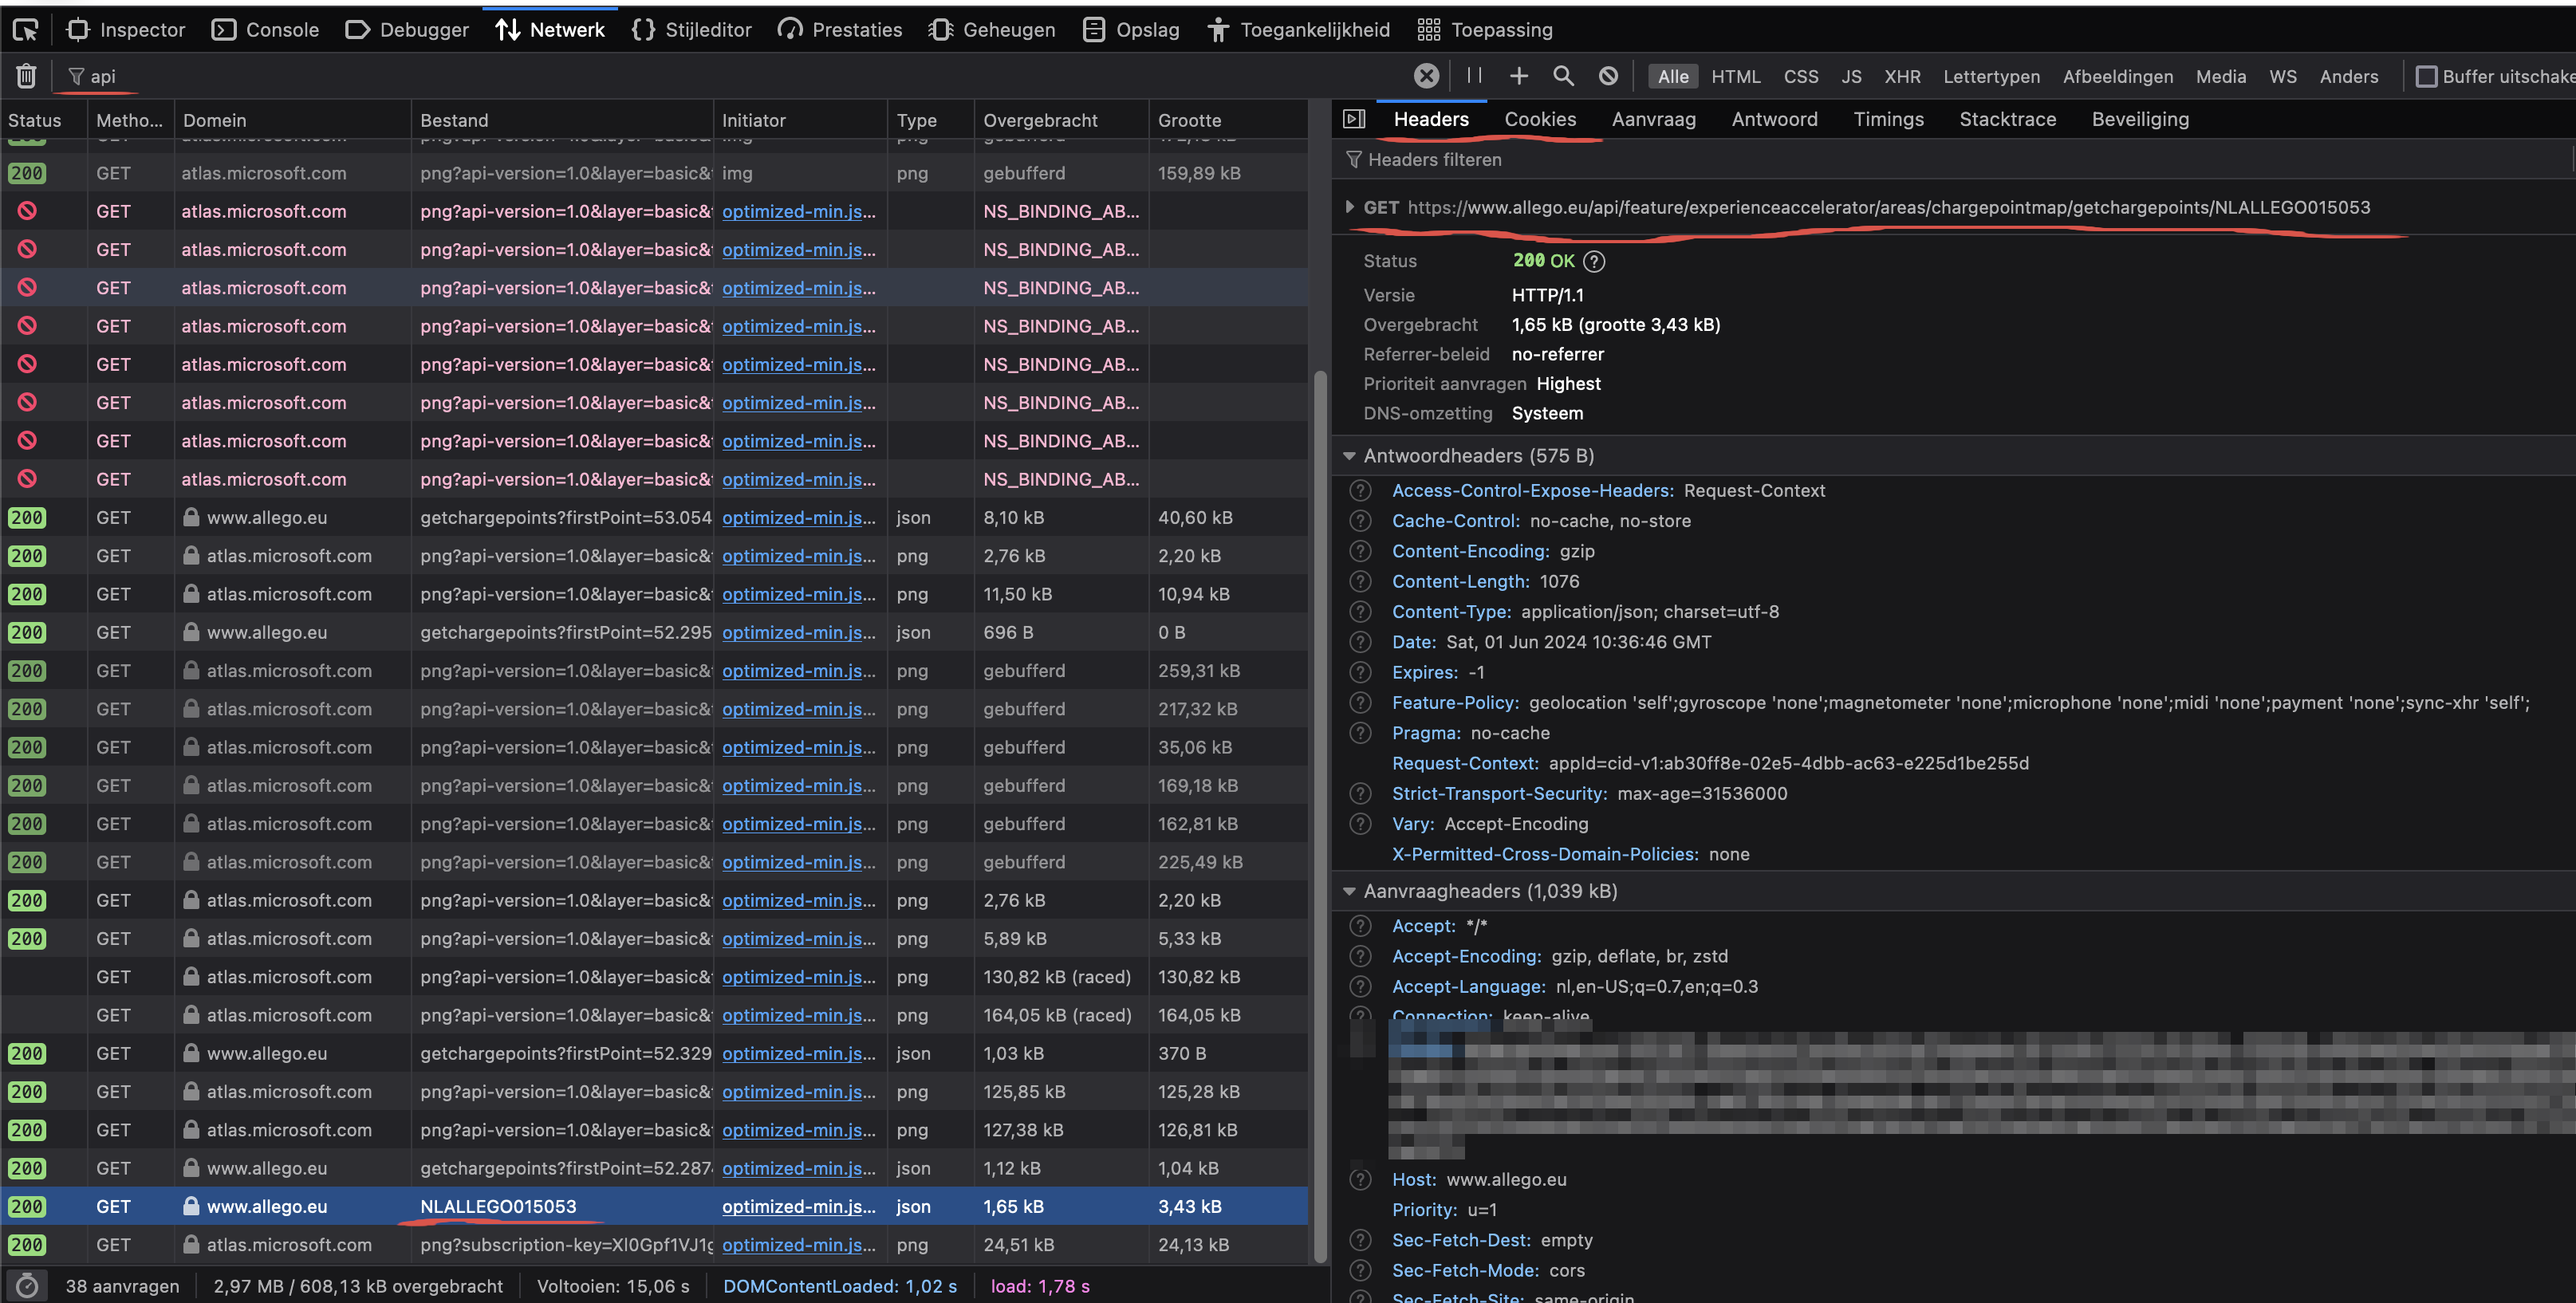 Inspector Console Debugger Netwerk Stijleditor Prestaties Geheugen Opslag Toegankelijkheid Toepassing
api Alle HTML CSS JS XHR Lettertypen Afbeeldingen Media WS Anders Buffer uitschake
Status Metho... Domein Bestand Initiator Type Overgebracht Grootte
200 GET atlas.microsoft.com png?api-version=1.0&layer=basic& img png gebufferd 159,89 kB
GET atlas.microsoft.com png?api-version=1.0&layer=basic& optimized-min.js... NS_BINDING_AB...
GET atlas.microsoft.com png?api-version=1.0&layer=basic& optimized-min.js... NS_BINDING_AB...
GET atlas.microsoft.com png?api-version=1.0&layer=basic& optimized-min.js... NS_BINDING_AB...
GET atlas.microsoft.com png?api-version=1.0&layer=basic& optimized-min.js... NS_BINDING_AB...
GET atlas.microsoft.com png?api-version=1.0&layer=basic& optimized-min.js... NS_BINDING_AB...
GET atlas.microsoft.com png?api-version=1.0&layer=basic& optimized-min.js... NS_BINDING_AB...
GET atlas.microsoft.com png?api-version=1.0&layer=basic& optimized-min.js... NS_BINDING_AB...
GET atlas.microsoft.com png?api-version=1.0&layer=basic& optimized-min.js... NS_BINDING_AB...
200 GET www.allego.eu getchargepoints?firstPoint=53.054 optimized-min.js... json 8,10 kB 40,60 kB
200 GET atlas.microsoft.com png?api-version=1.0&layer=basic& optimized-min.js... png 2,76 kB 2,20 kB
200 GET atlas.microsoft.com png?api-version=1.0&layer=basic& optimized-min.js... png 11,50 kB 10,94 kB
200 GET www.allego.eu getchargepoints?firstPoint=52.295 optimized-min.js... json 696 B 0 B
200 GET atlas.microsoft.com png?api-version=1.0&layer=basic& optimized-min.js... png gebufferd 259,31 kB
200 GET atlas.microsoft.com png?api-version=1.0&layer=basic& optimized-min.js... png gebufferd 217,32 kB
200 GET atlas.microsoft.com png?api-version=1.0&layer=basic& optimized-min.js... png gebufferd 35,06 kB
200 GET atlas.microsoft.com png?api-version=1.0&layer=basic& optimized-min.js... png gebufferd 169,18 kB
200 GET atlas.microsoft.com png?api-version=1.0&layer=basic& optimized-min.js... png gebufferd 162,81 kB
200 GET atlas.microsoft.com png?api-version=1.0&layer=basic& optimized-min.js... png gebufferd 225,49 kB
200 GET atlas.microsoft.com png?api-version=1.0&layer=basic& optimized-min.js... png 2,76 kB 2,20 kB
200 GET atlas.microsoft.com png?api-version=1.0&layer=basic& optimized-min.js... png 5,89 kB 5,33 kB
GET atlas.microsoft.com png?api-version=1.0&layer=basic& optimized-min.js... png 130,82 kB (raced) 130,82 kB
GET atlas.microsoft.com png?api-version=1.0&layer=basic& optimized-min.js... png 164,05 kB (raced) 164,05 kB
200 GET www.allego.eu getchargepoints?firstPoint=52.329 optimized-min.js... json 1,03 kB 370 B
200 GET atlas.microsoft.com png?api-version=1.0&layer=basic& optimized-min.js... png 125,85 kB 125,28 kB
200 GET atlas.microsoft.com png?api-version=1.0&layer=basic& optimized-min.js... png 127,38 kB 126,81 kB
200 GET www.allego.eu getchargepoints?firstPoint=52.287 optimized-min.js... json 1,12 kB 1,04 kB
200 GET www.allego.eu NLALLEGO015053 optimized-min.js... json 1,65 kB 3,43 kB
200 GET atlas.microsoft.com optimized-min.js... png 24,51 kB 24,13 kB
38 aanvragen 2,97 MB / 608,13 kB overgebracht Voltooien: 15,06 s DOMContentLoaded: 1,02 s load: 1,78 s
Headers Cookies Aanvraag Antwoord Timings Stacktrace Beveiliging
Headers filteren
GET https://www.allego.eu/api/feature/experienceaccelerator/areas/chargepointmap/getchargepoints/NLALLEGO015053
Status 200 OK
Versie HTTP/1.1
Overgebracht 1,65 kB (grootte 3,43 kB)
Referrer-beleid no-referrer
Prioriteit aanvragen Highest
DNS-omzetting Systeem
Antwoordheaders (575 B)
Access-Control-Expose-Headers: Request-Context
Cache-Control: no-cache, no-store
Content-Encoding: gzip
Content-Length: 1076
Content-Type: application/json; charset=utf-8
Date: Sat, 01 Jun 2024 10:36:46 GMT
Expires: -1
Feature-Policy: geolocation 'self';gyroscope 'none';magnetometer 'none';microphone 'none';midi 'none';payment 'none';sync-xhr 'self';
Pragma: no-cache
Request-Context: appId=cid-v1:ab30ff8e-02e5-4dbb-ac63-e225d1be255d
Strict-Transport-Security: max-age=31536000
Vary: Accept-Encoding
X-Permitted-Cross-Domain-Policies: none
Aanvraagheaders (1,039 kB)
Accept: */*
Accept-Encoding: gzip, deflate, br, zstd
Accept-Language: nl,en-US;q=0.7,en;q=0.3
Connection: keep-alive
Host: www.allego.eu
Priority: u=1
Sec-Fetch-Dest: empty
Sec-Fetch-Mode: cors
Sec-Fetch-Site: same-origin